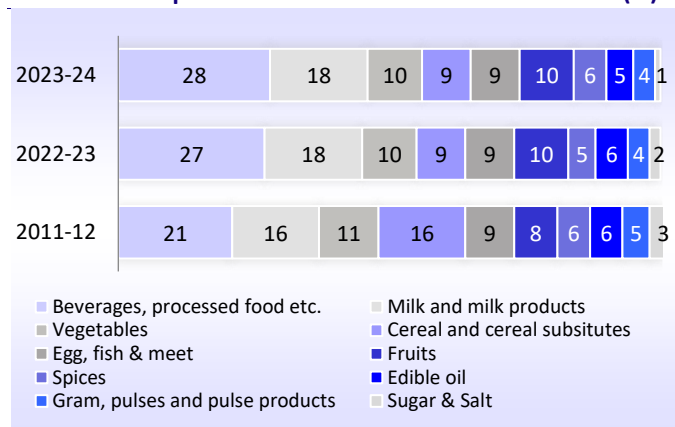 2023-24 28 18 10 9 9 10 6 5 4 1
2022-23 27 18 10 9 9 10 5 6 4 2
2011-12 21 16 11 16 9 8 6 6 5 3
Beverages, processed food etc. Milk and milk products
Vegetables Cereal and cereal subsitutes
Egg, fish & meet Fruits
Spices Edible oil
Gram, pulses and pulse products Sugar & Salt